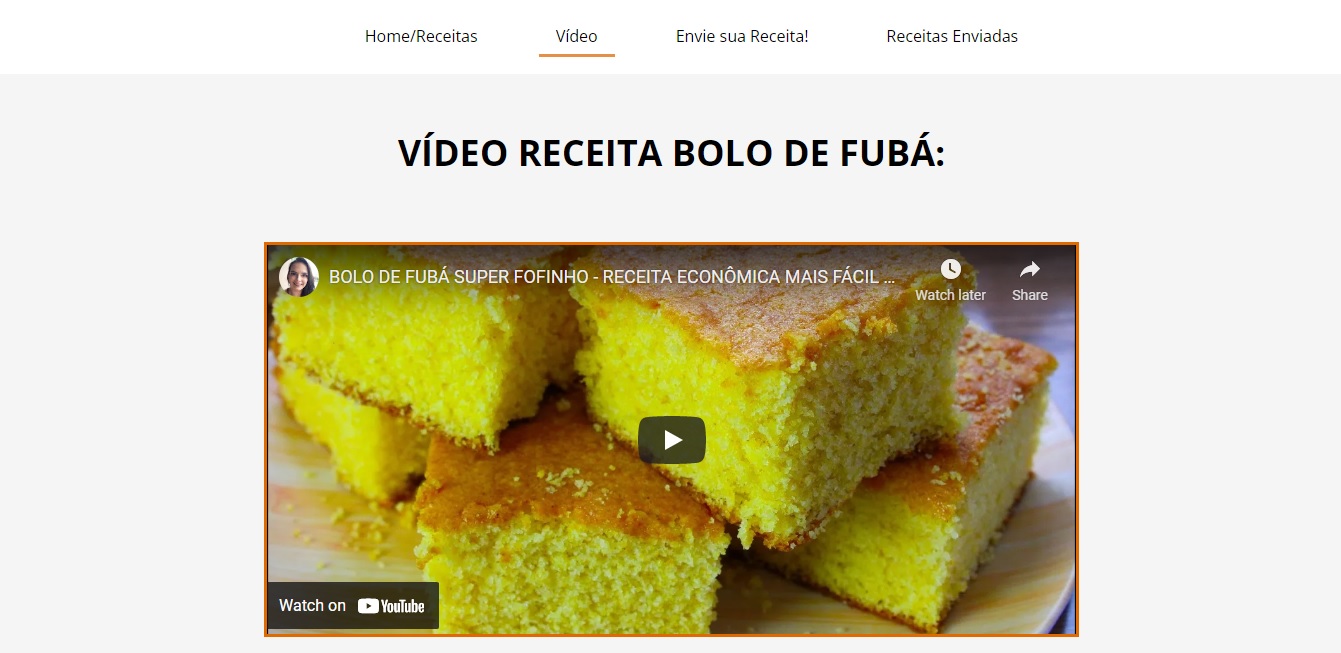 Home/Receitas Vídeo Envie sua Receita! Receitas Enviadas
VÍDEO RECEITA BOLO DE FUBÁ:
BOLO DE FUBÁ SUPER FOFINHO - RECEITA ECONÔMICA MAIS FÁCIL ...
Watch later Share
Watch on YouTube